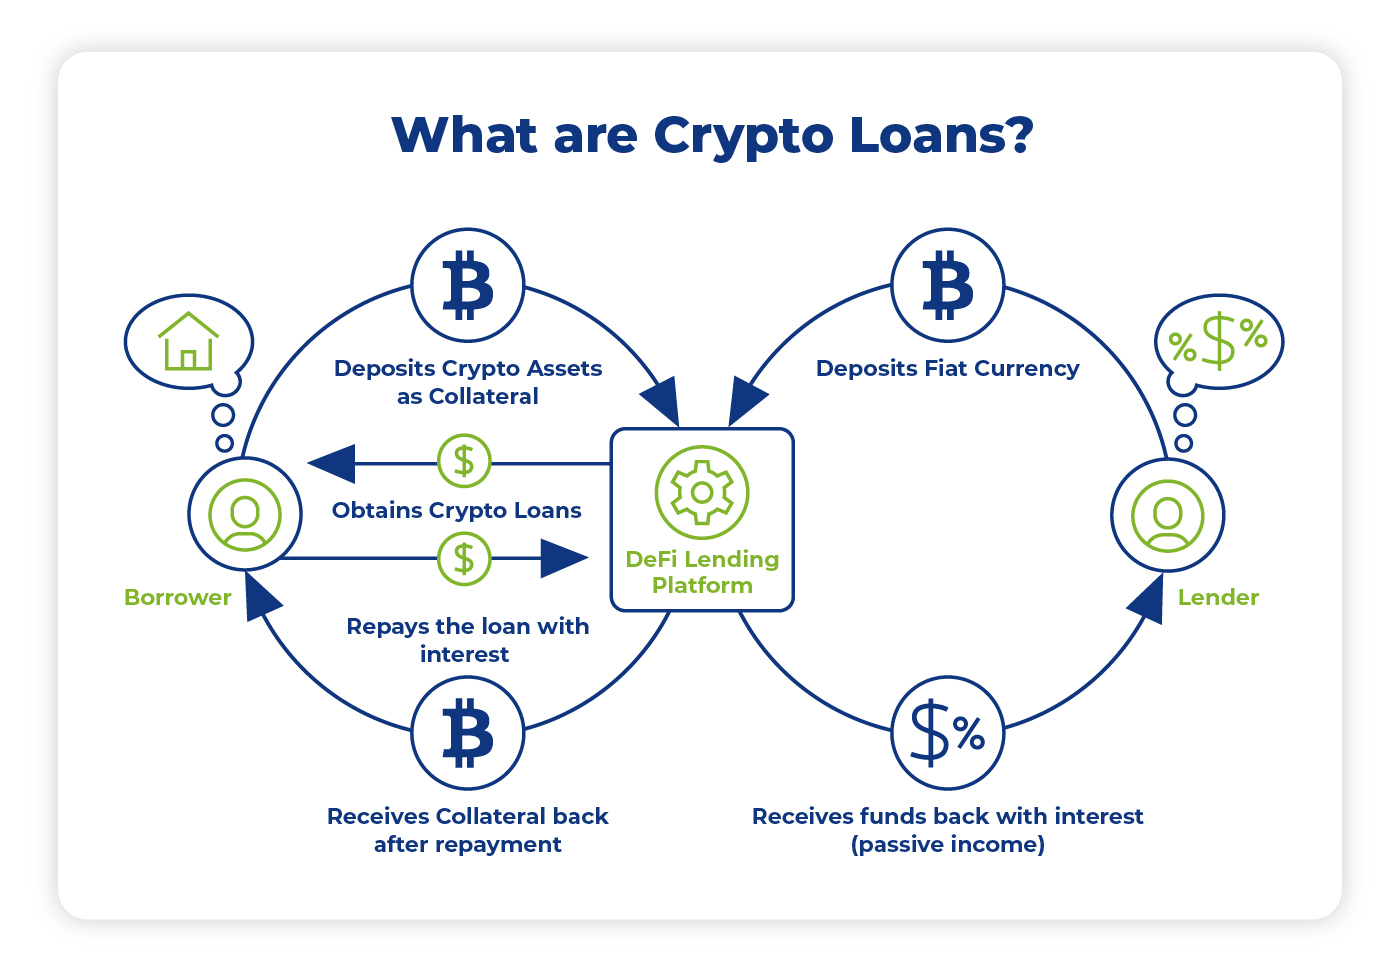 What are Crypto Loans?
Deposits Crypto Assets
as Collateral
Deposits Fiat Currency
% $ %
$
Obtains Crypto Loans
$
DeFi Lending
Platform
Borrower
Lender
Repays the loan with
interest
$%
Receives Collateral back
after repayment
Receives funds back with interest
(passive income)